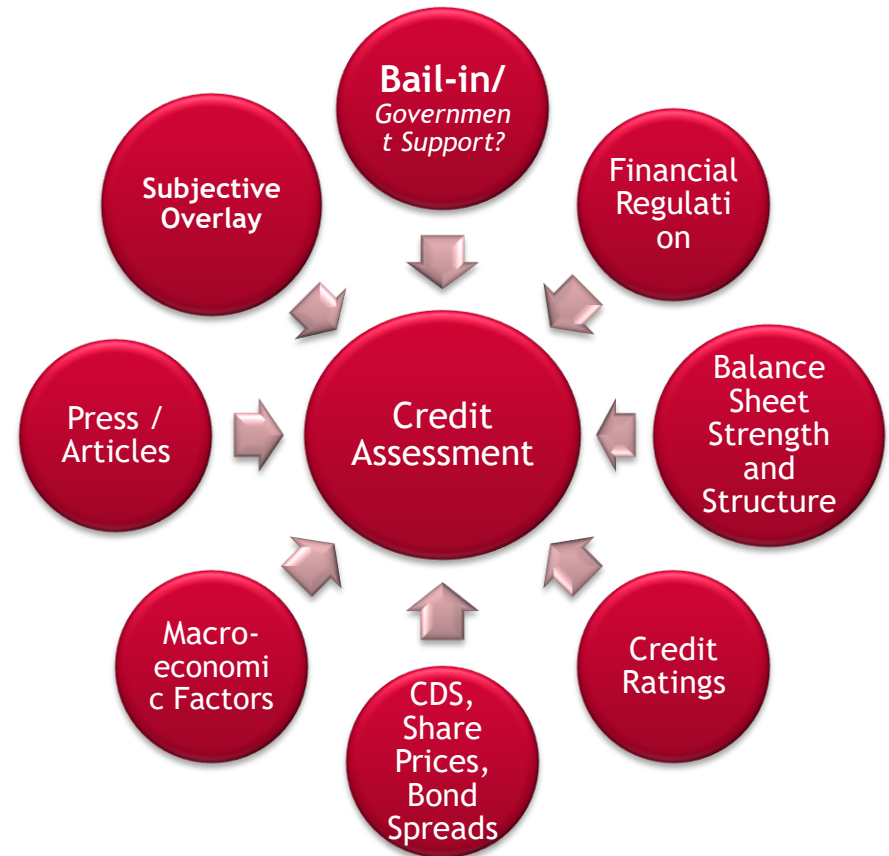 Bail-in/
Governmen
t Support?
Financial
Regulati
on
Balance
Sheet
Strength
and
Structure
Credit
Ratings
CDS,
Share
Prices,
Bond
Spreads
Macro-
economi
c Factors
Press /
Articles
Subjective
Overlay
Credit
Assessment